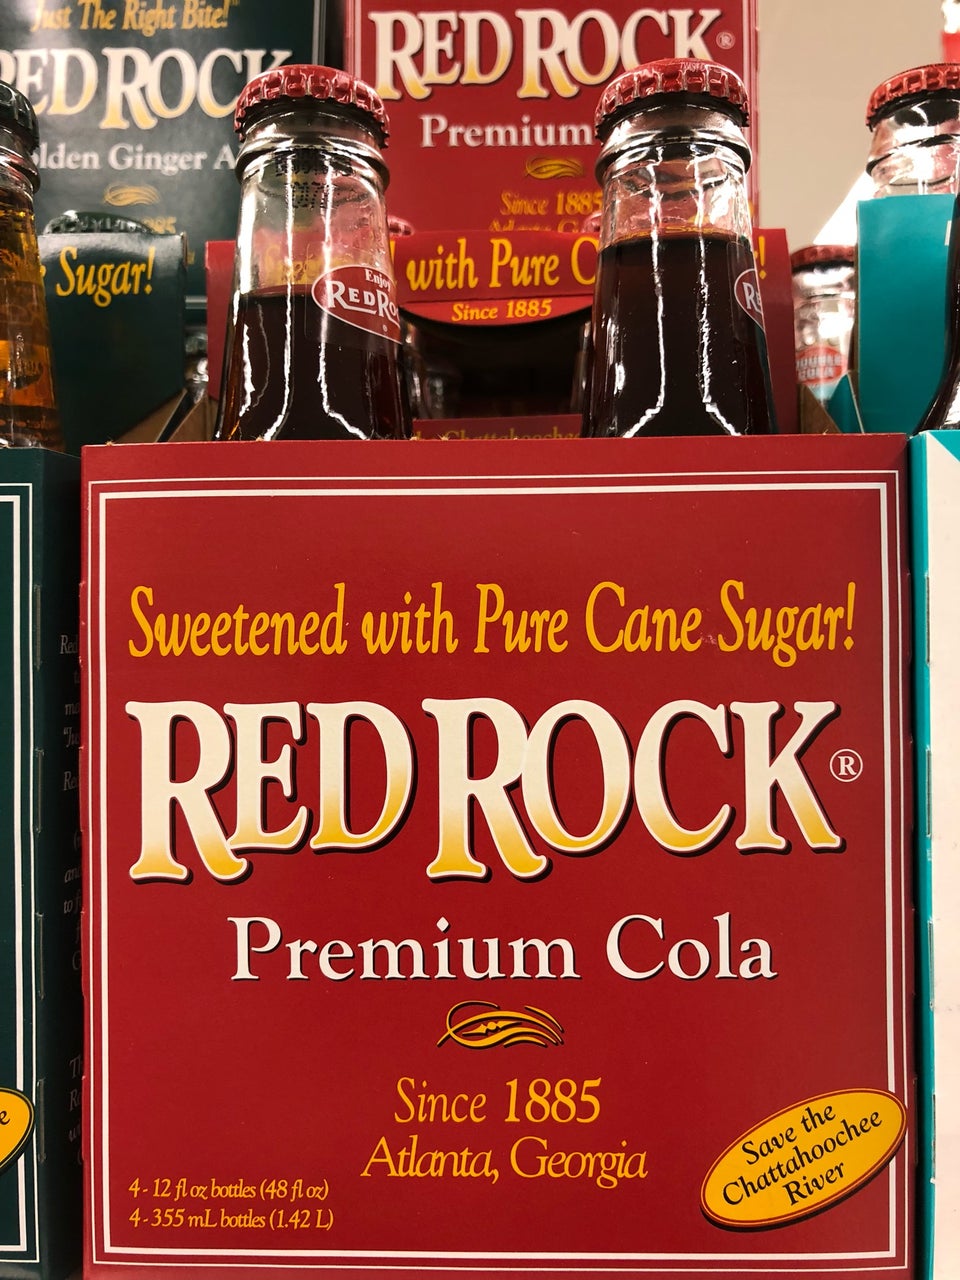 Just The Right Bite!
RED ROCK
Golden Ginger A
RED ROCK®
Premium
Since 1885
Sugar!
with Pure C
Since 1885
Enjoy
RED RO
Chattahoochee
Sweetened with Pure Cane Sugar!
RED ROCK®
Premium Cola
Since 1885
Atlanta, Georgia
4 - 12 fl oz bottles (48 fl oz)
4 - 355 mL bottles (1.42 L)
Save the
Chattahoochee
River